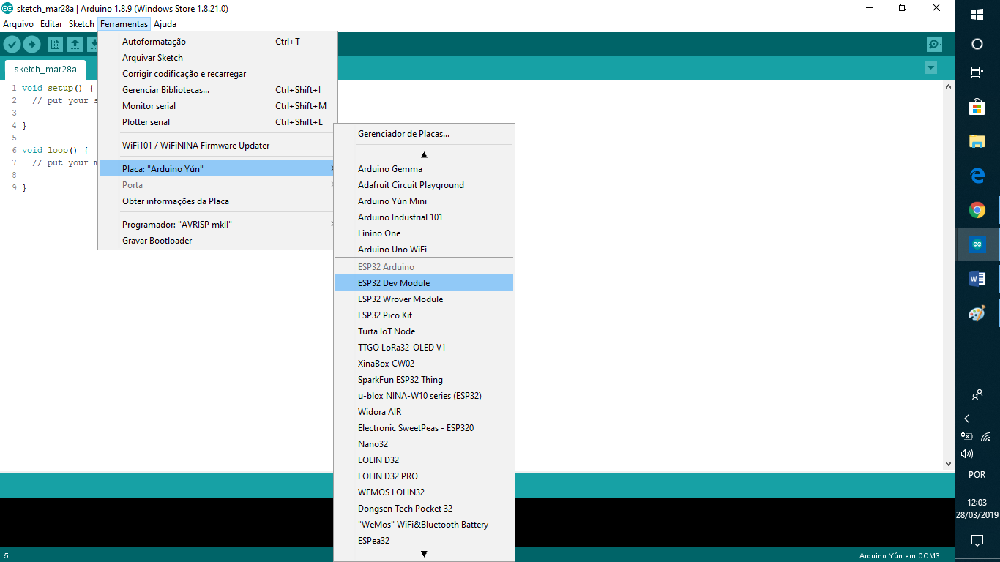 sketch_mar28a | Arduino 1.8.9 (Windows Store 1.8.21.0)
Arquivo Editar Sketch Ferramentas Ajuda
sketch_mar28a
1 void setup() {
2 // put your s
3
4 }
5
6 void loop() {
7 // put your m
8
9 }
Autoformatação Ctrl+T
Arquivar Sketch
Corrigir codificação e recarregar
Gerenciar Bibliotecas... Ctrl+Shift+I
Monitor serial Ctrl+Shift+M
Plotter serial Ctrl+Shift+L
WiFi101 / WiFiNINA Firmware Updater
Placa: "Arduino Yún"
Porta
Obter informações da Placa
Programador: "AVRISP mkII"
Gravar Bootloader
Gerenciador de Placas...
Arduino Gemma
Adafruit Circuit Playground
Arduino Yún Mini
Arduino Industrial 101
Linino One
Arduino Uno WiFi
ESP32 Arduino
ESP32 Dev Module
ESP32 Wrover Module
ESP32 Pico Kit
Turta IoT Node
TTGO LoRa32-OLED V1
XinaBox CW02
SparkFun ESP32 Thing
u-blox NINA-W10 series (ESP32)
Widora AIR
Electronic SweetPeas - ESP320
Nano32
LOLIN D32
LOLIN D32 PRO
WEMOS LOLIN32
Dongsen Tech Pocket 32
"WeMos" WiFi&Bluetooth Battery
ESPea32
5
Arduino Yún em COM3
POR
12:03
28/03/2019